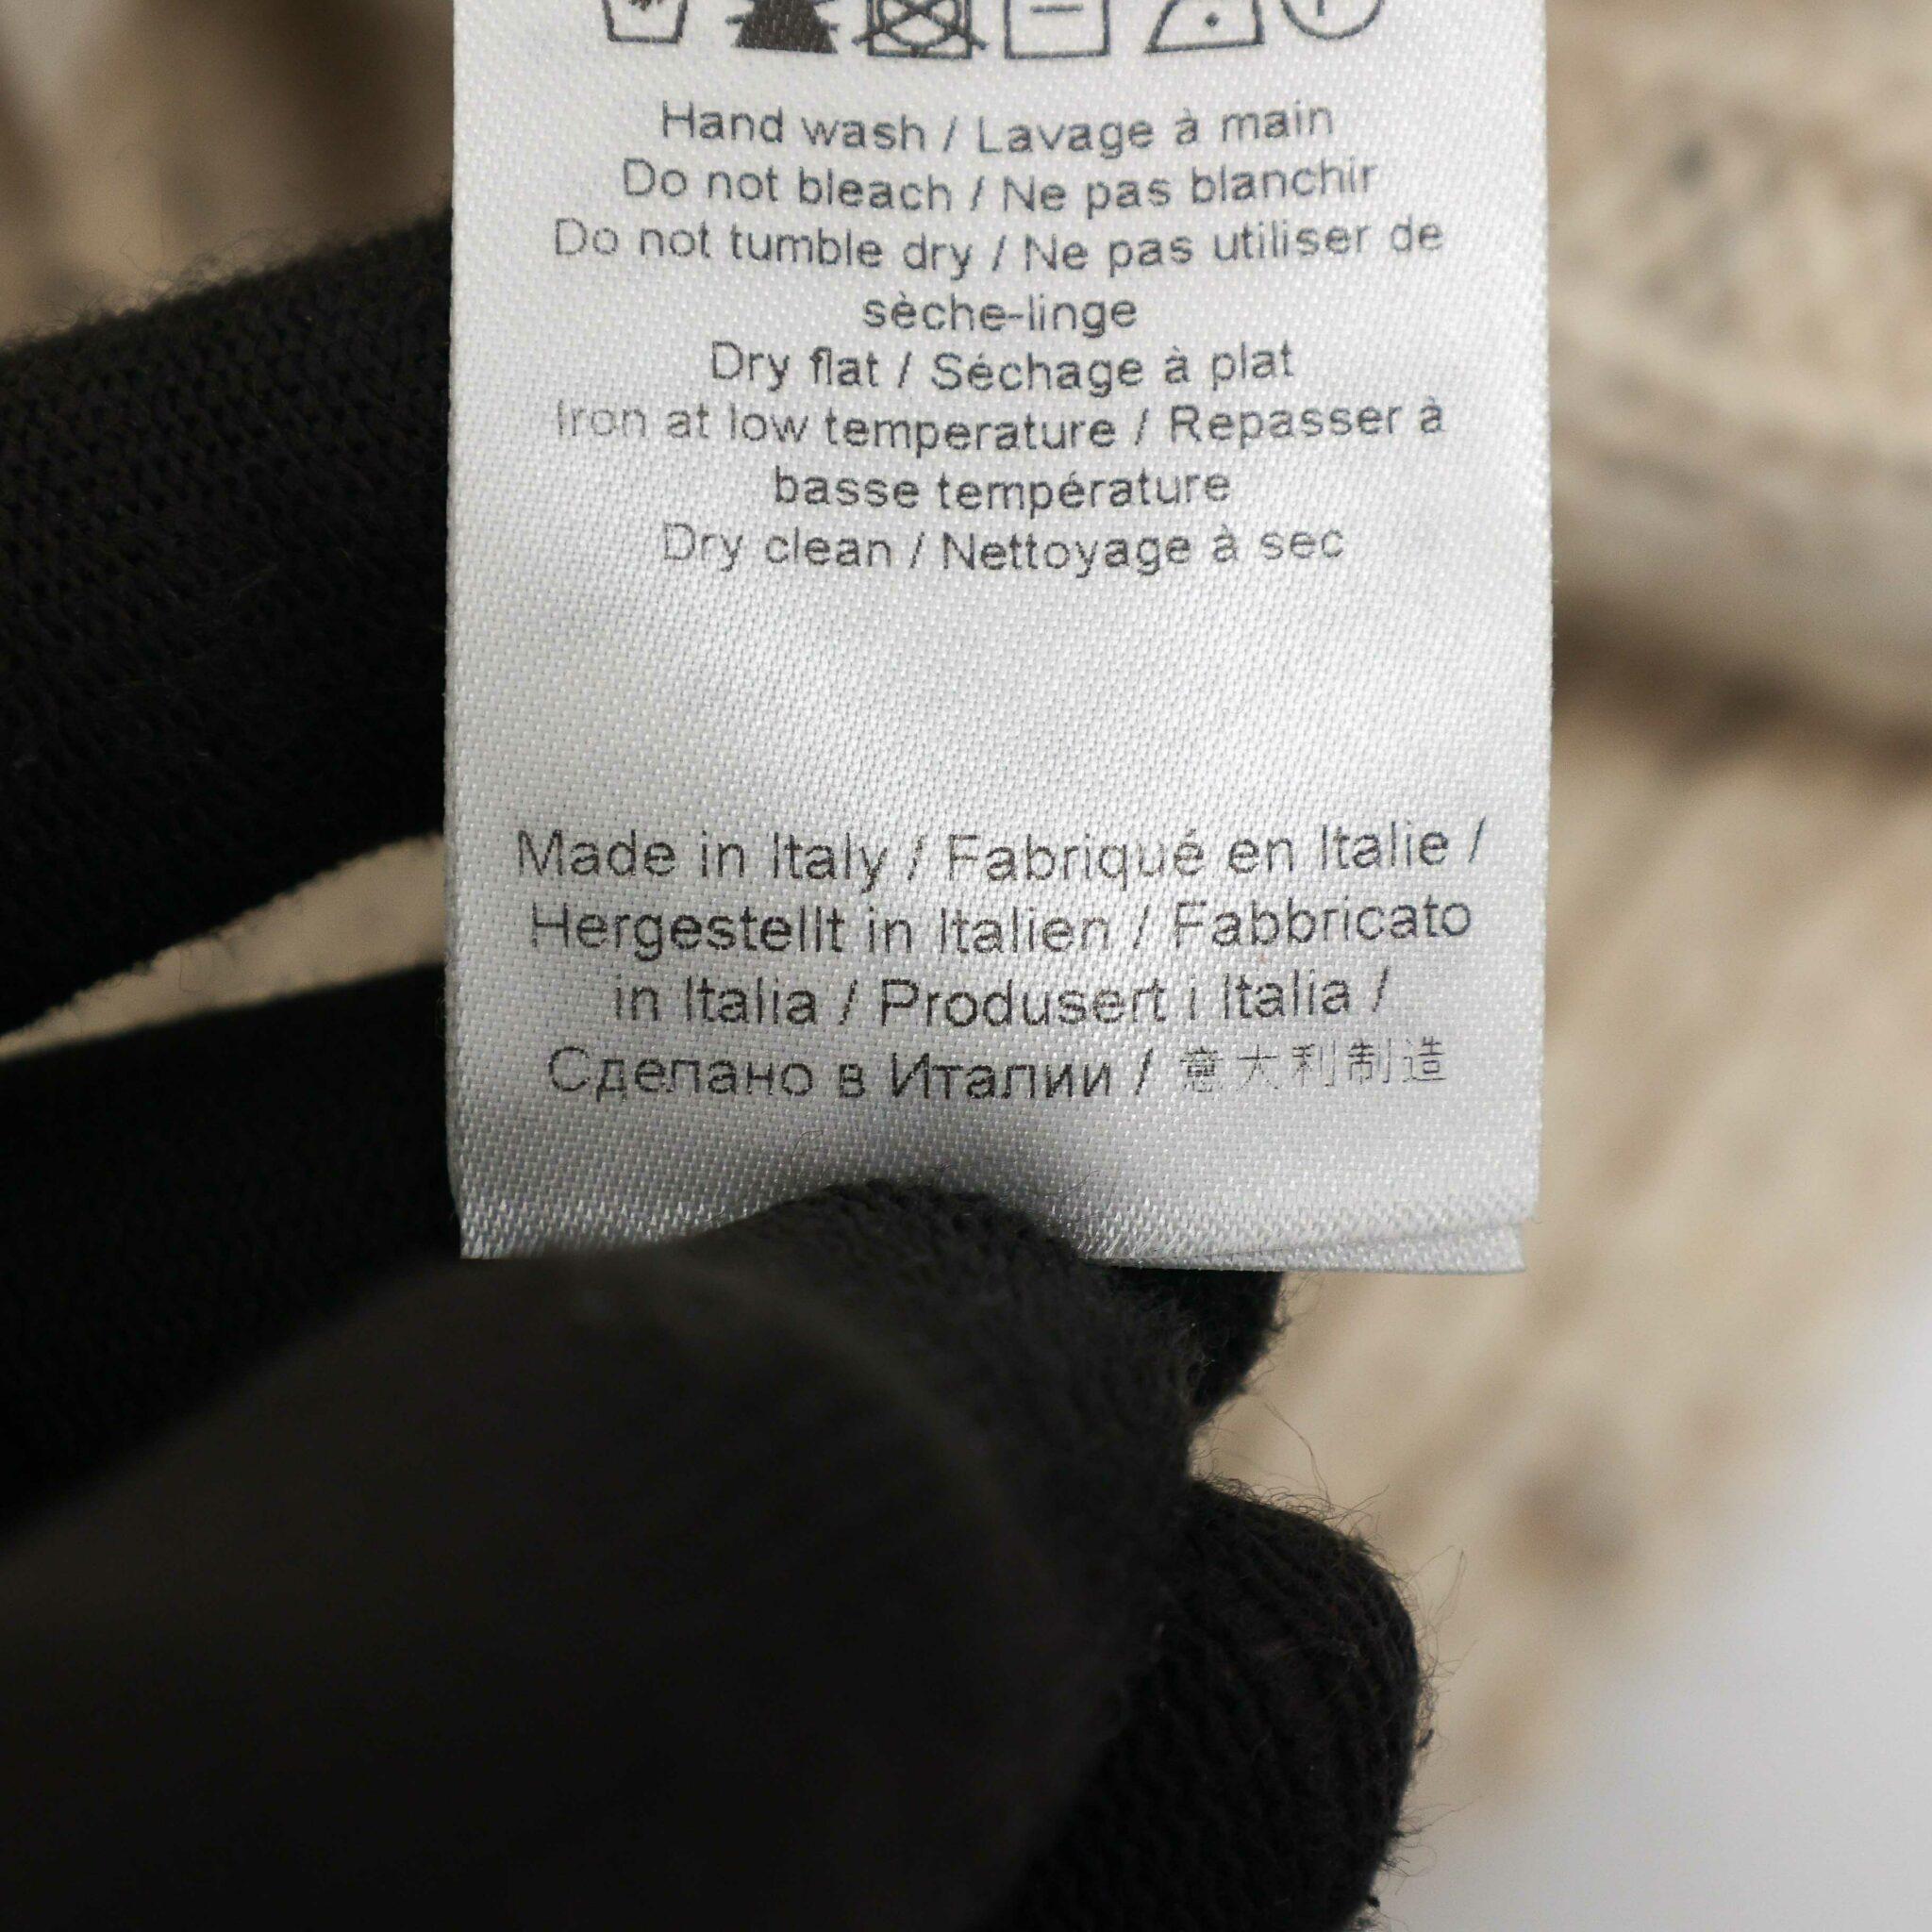 Hand wash / Lavage à main
Do not bleach / Ne pas blanchir
Do not tumble dry / Ne pas utiliser de
sèche-linge
Dry flat / Séchage à plat
Iron at low temperature / Repasser à
basse température
Dry clean / Nettoyage à sec
Made in Italy / Fabriqué en Italie /
Hergestellt in Italien / Fabbricato
in Italia / Produsert i Italia /
Сделано в Италии / 意大利制造